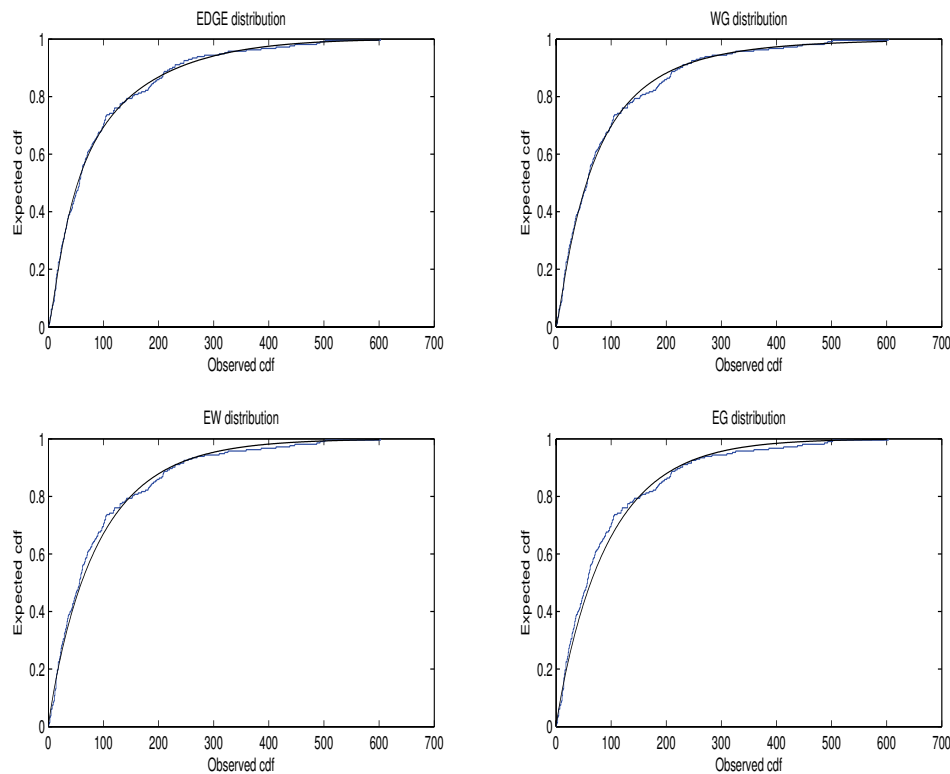 EDGE distribution
1
0.8
0.6
0.4
0.2
0
Expected cdf
0 100 200 300 400 500 600 700
Observed cdf
WG distribution
1
0.8
0.6
0.4
0.2
0
Expected cdf
0 100 200 300 400 500 600 700
Observed cdf
EW distribution
1
0.8
0.6
0.4
0.2
0
Expected cdf
0 100 200 300 400 500 600 700
Observed cdf
EG distribution
1
0.8
0.6
0.4
0.2
0
Expected cdf
0 100 200 300 400 500 600 700
Observed cdf